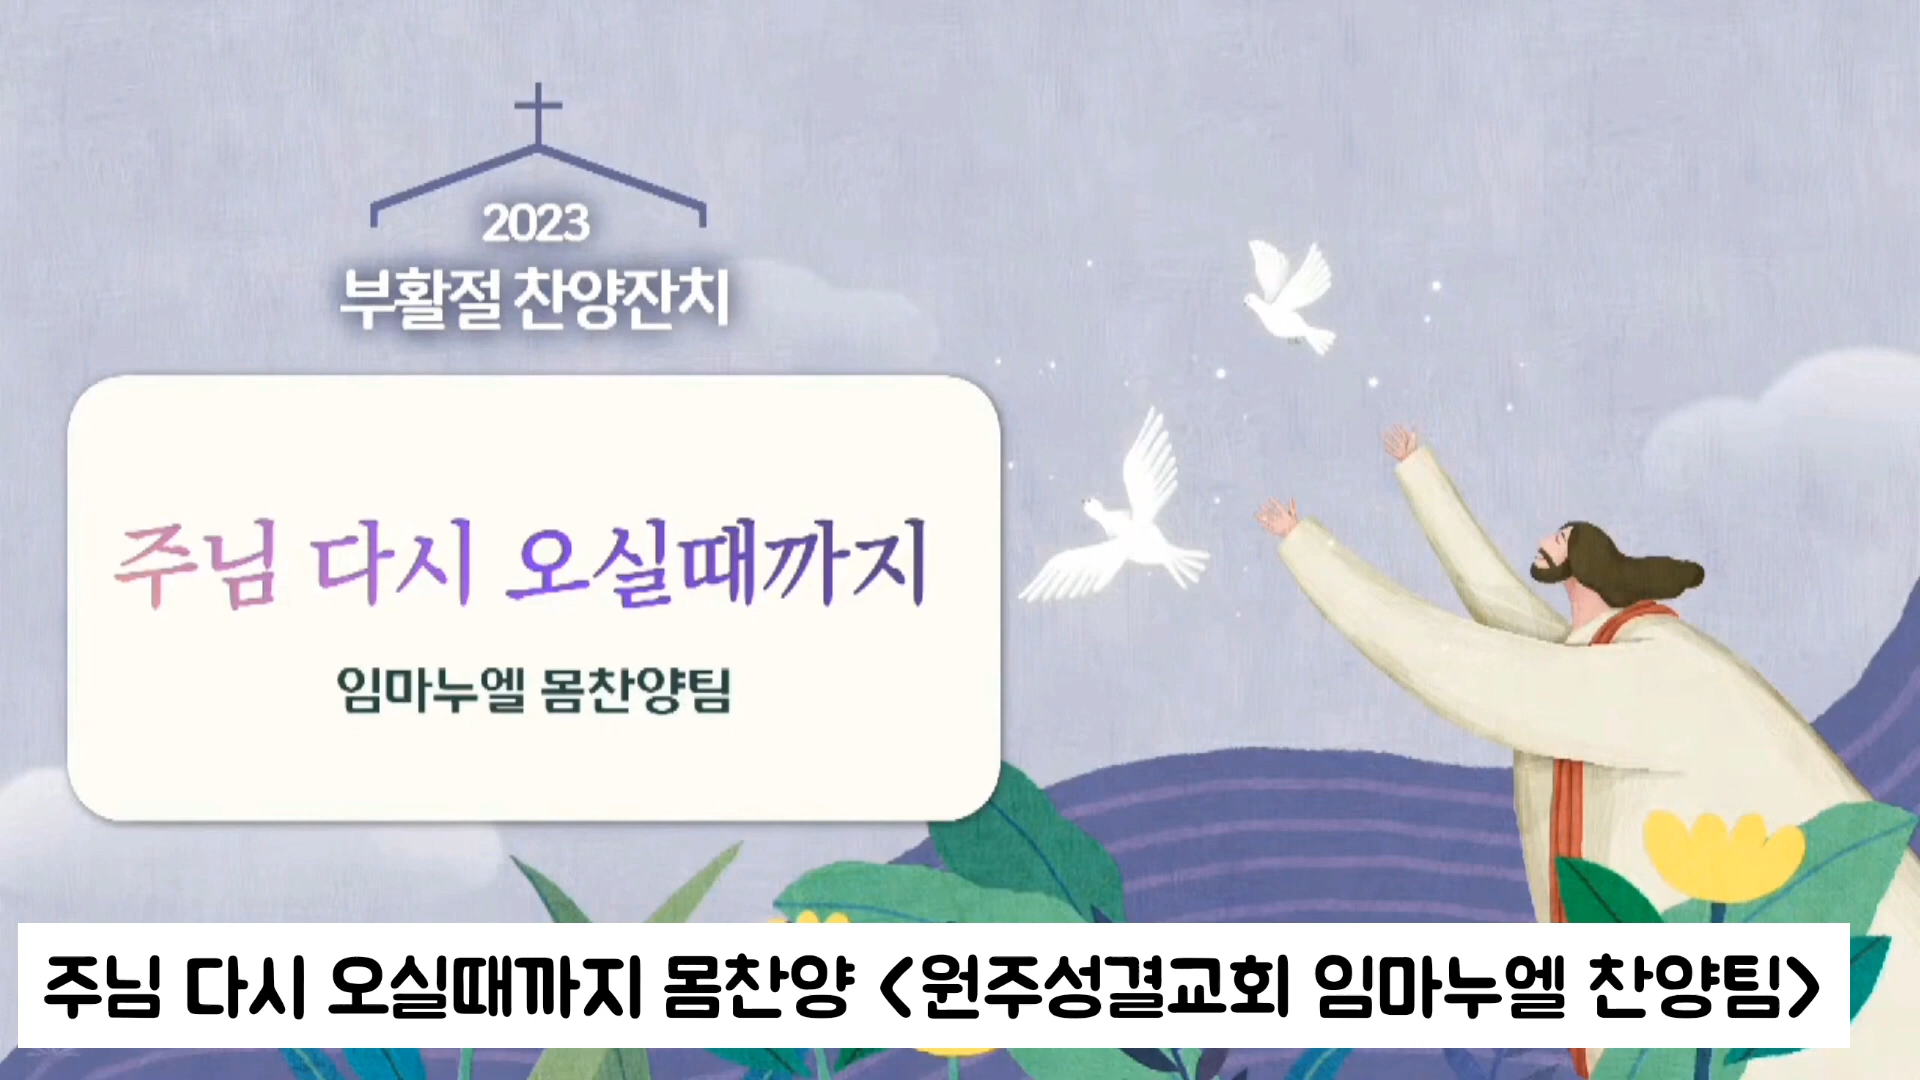 2023
부활절 찬양잔치
주님 다시 오실때까지
임마누엘 몸찬양팀
주님 다시 오실때까지 몸찬양 <원주성결교회 임마누엘 찬양팀>